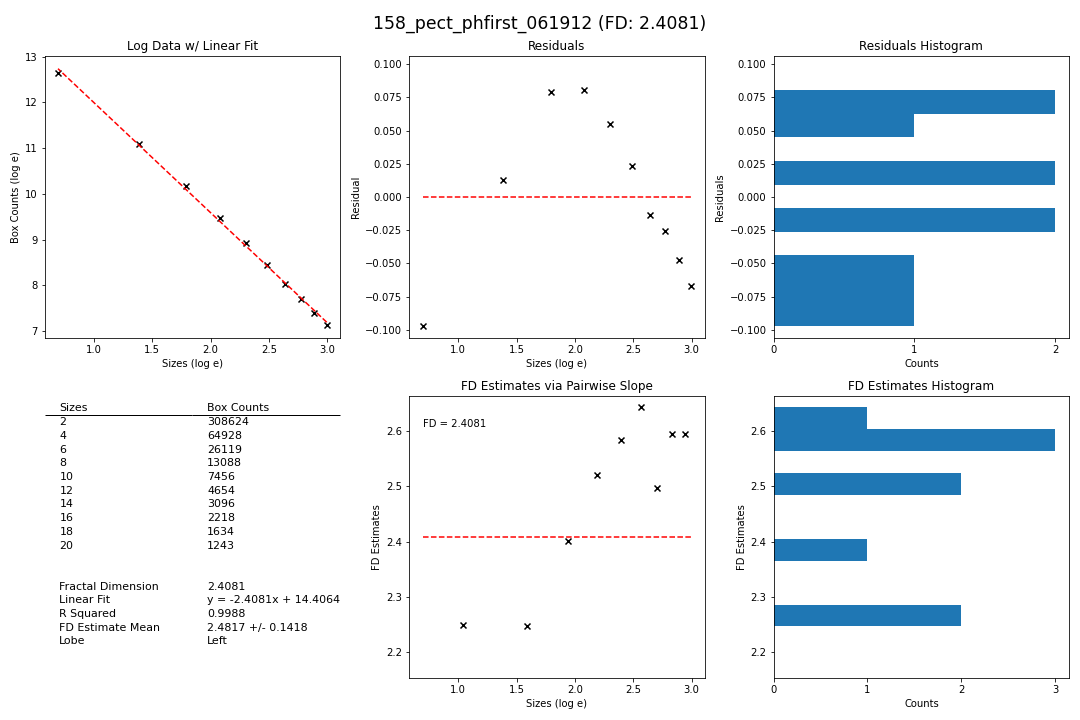 158_pect_phfirst_061912 (FD: 2.4081)
Log Data w/ Linear Fit
13
12
11
10
9
8
7
Box Counts (log e)
1.0 1.5 2.0 2.5 3.0
Sizes (log e)
Residuals
0.100
0.075
0.050
0.025
0.000
−0.025
−0.050
−0.075
−0.100
Residual
1.0 1.5 2.0 2.5 3.0
Sizes (log e)
Residuals Histogram
0.100
0.075
0.050
0.025
0.000
−0.025
−0.050
−0.075
−0.100
Residuals
0 1 2
Counts
Sizes Box Counts
2 308624
4 64928
6 26119
8 13088
10 7456
12 4654
14 3096
16 2218
18 1634
20 1243
Fractal Dimension 2.4081
Linear Fit y = -2.4081x + 14.4064
R Squared 0.9988
FD Estimate Mean 2.4817 +/- 0.1418
Lobe Left
FD Estimates via Pairwise Slope
FD = 2.4081
2.6
2.5
2.4
2.3
2.2
FD Estimates
1.0 1.5 2.0 2.5 3.0
Sizes (log e)
FD Estimates Histogram
2.6
2.5
2.4
2.3
2.2
FD Estimates
0 1 2 3
Counts